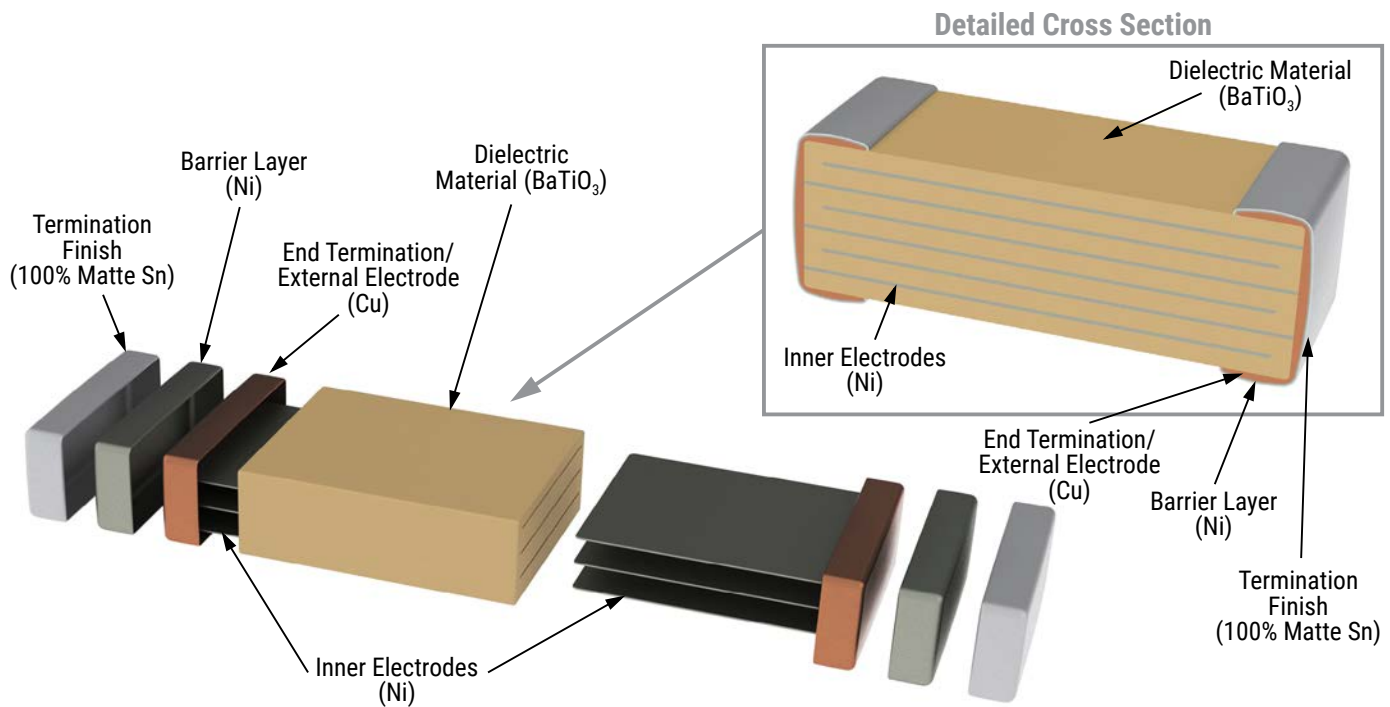 Detailed Cross Section
Dielectric Material
(BaTiO₃)
Inner Electrodes
(Ni)
End Termination/
External Electrode
(Cu)
Barrier Layer
(Ni)
Termination
Finish
(100% Matte Sn)
Barrier Layer
(Ni)
Dielectric
Material (BaTiO₃)
Termination
Finish
(100% Matte Sn)
End Termination/
External Electrode
(Cu)
Inner Electrodes
(Ni)